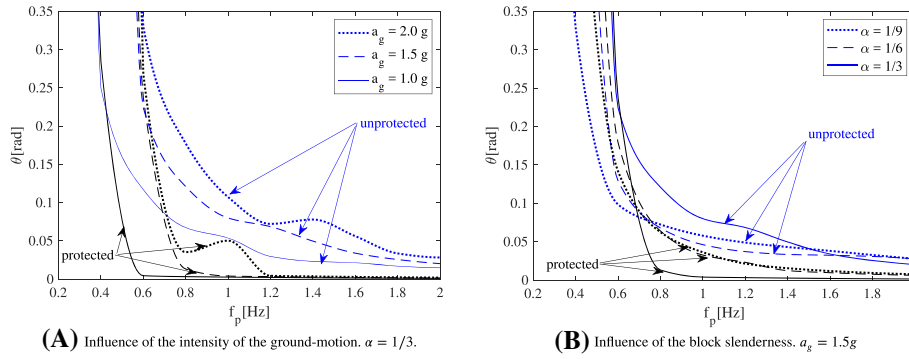 0.35
0.3
0.25
0.2
0.15
0.1
0.05
0
θ[rad]
a_g = 2.0 g
a_g = 1.5 g
a_g = 1.0 g
unprotected
protected
0.2 0.4 0.6 0.8 1 1.2 1.4 1.6 1.8 2
f_p[Hz]
(A) Influence of the intensity of the ground-motion. α = 1/3.
0.35
0.3
0.25
0.2
0.15
0.1
0.05
0
θ[rad]
α = 1/9
α = 1/6
α = 1/3
unprotected
protected
0.2 0.4 0.6 0.8 1 1.2 1.4 1.6 1.8
f_p[Hz]
(B) Influence of the block slenderness. a_g = 1.5g